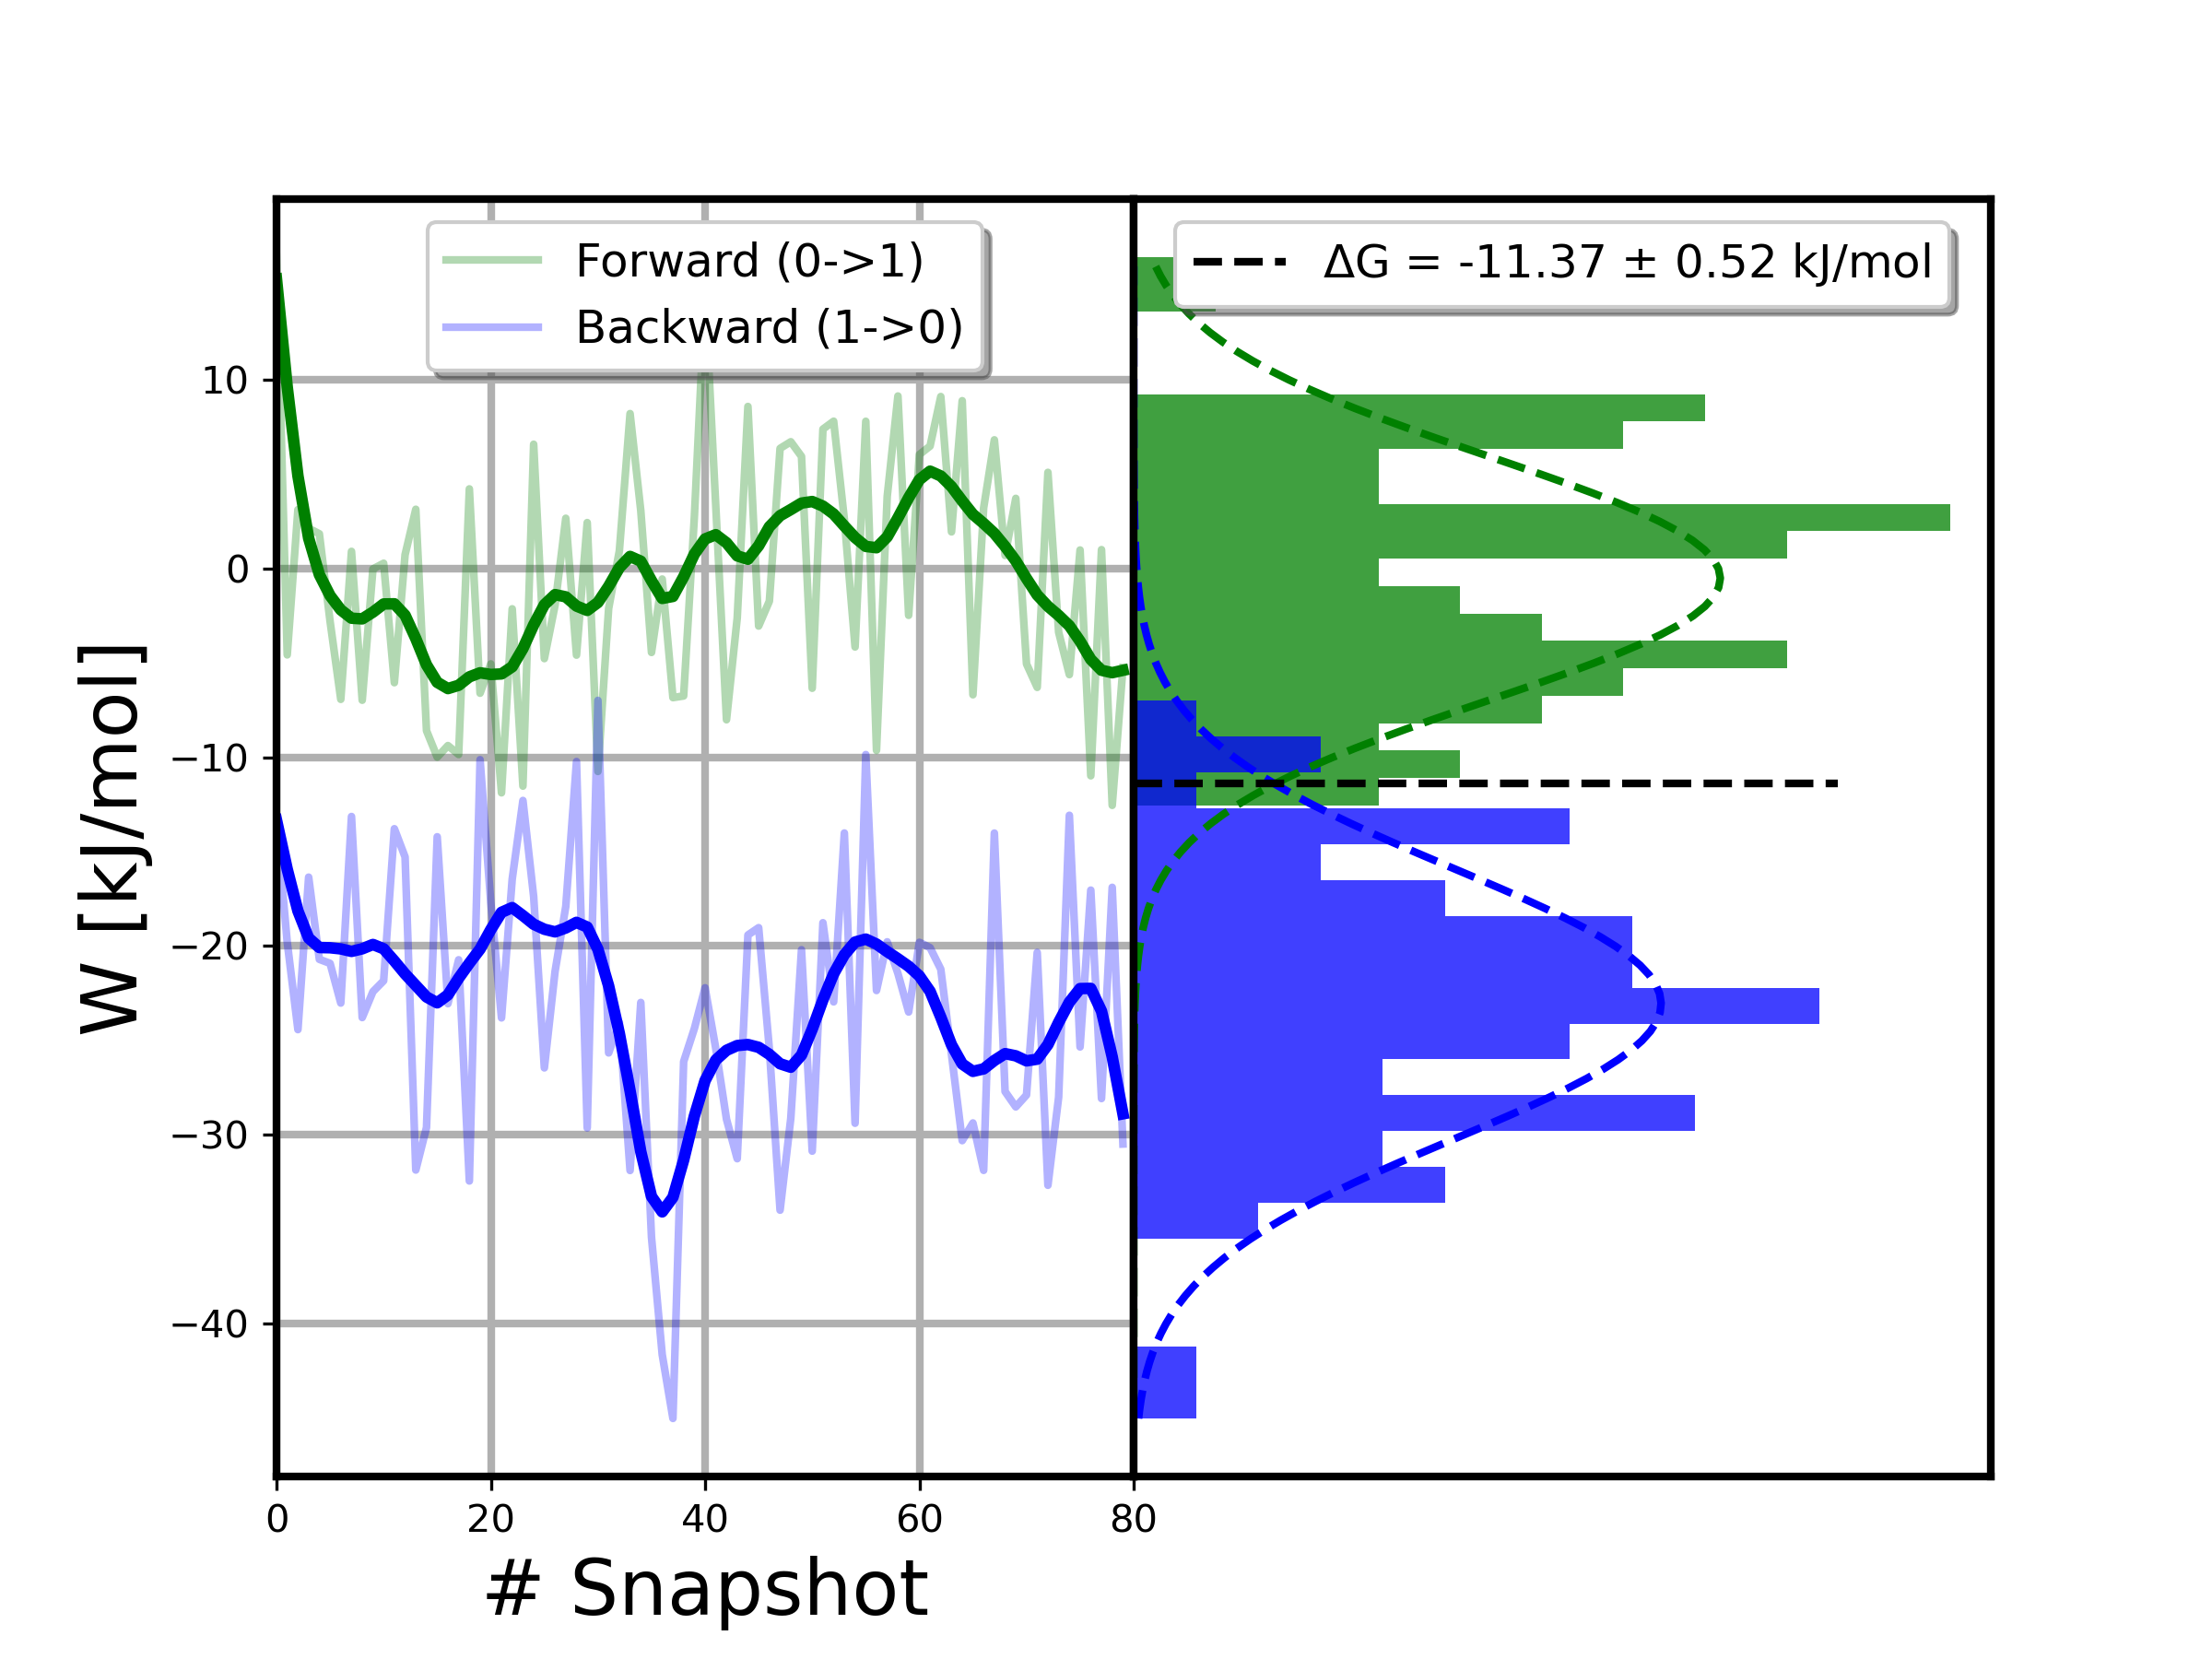 Forward (0->1)
Backward (1->0)
ΔG = -11.37 ± 0.52 kJ/mol
10
0
−10
−20
−30
−40
W [kJ/mol]
0 20 40 60 80
# Snapshot